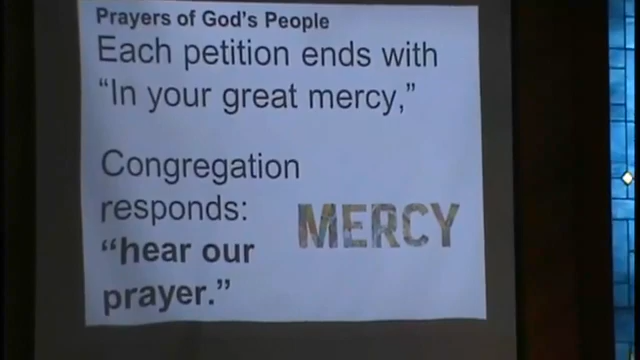 Prayers of God's People
Each petition ends with
“In your great mercy,”
Congregation
responds:
“hear our
prayer.”
MERCY